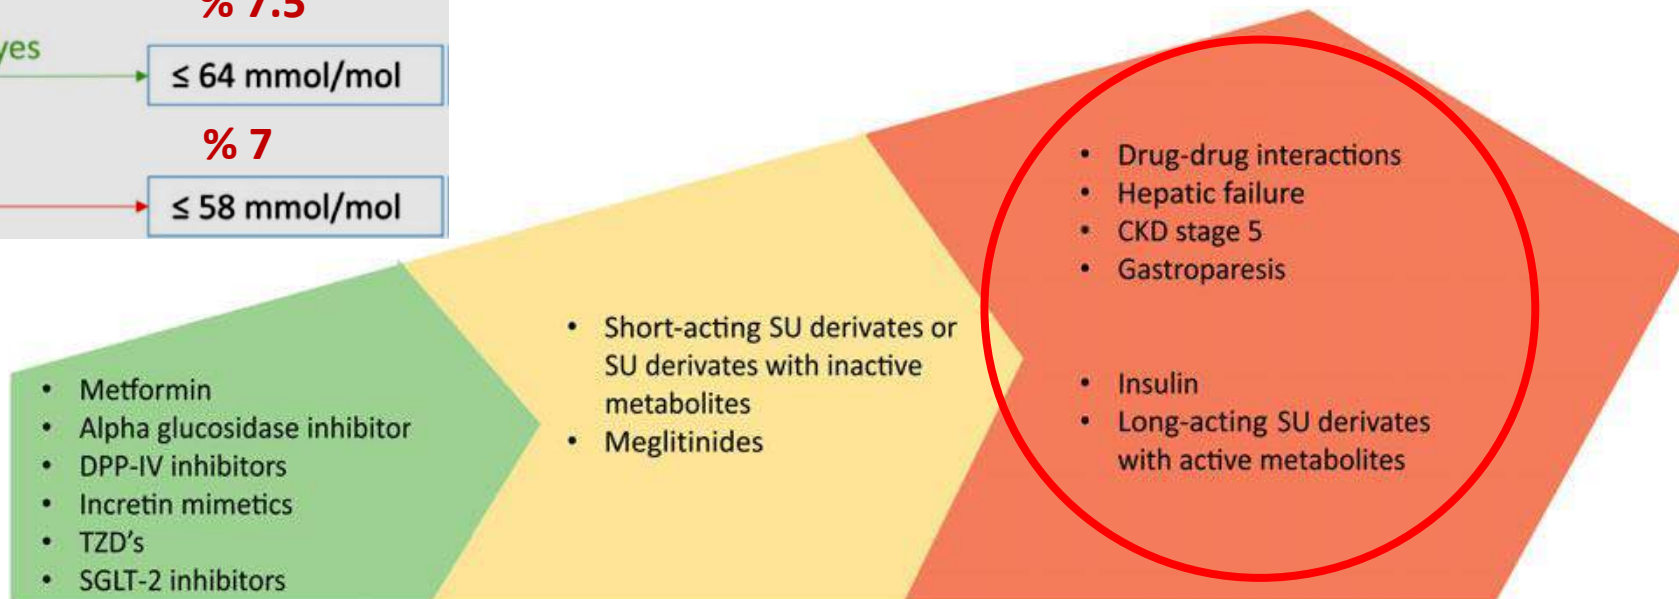 % 7.5
yes
≤ 64 mmol/mol
% 7
≤ 58 mmol/mol
• Metformin
• Alpha glucosidase inhibitor
• DPP-IV inhibitors
• Incretin mimetics
• TZD's
• SGLT-2 inhibitors
• Short-acting SU derivates or
SU derivates with inactive
metabolites
• Meglitinides
• Drug-drug interactions
• Hepatic failure
• CKD stage 5
• Gastroparesis
• Insulin
• Long-acting SU derivates
with active metabolites